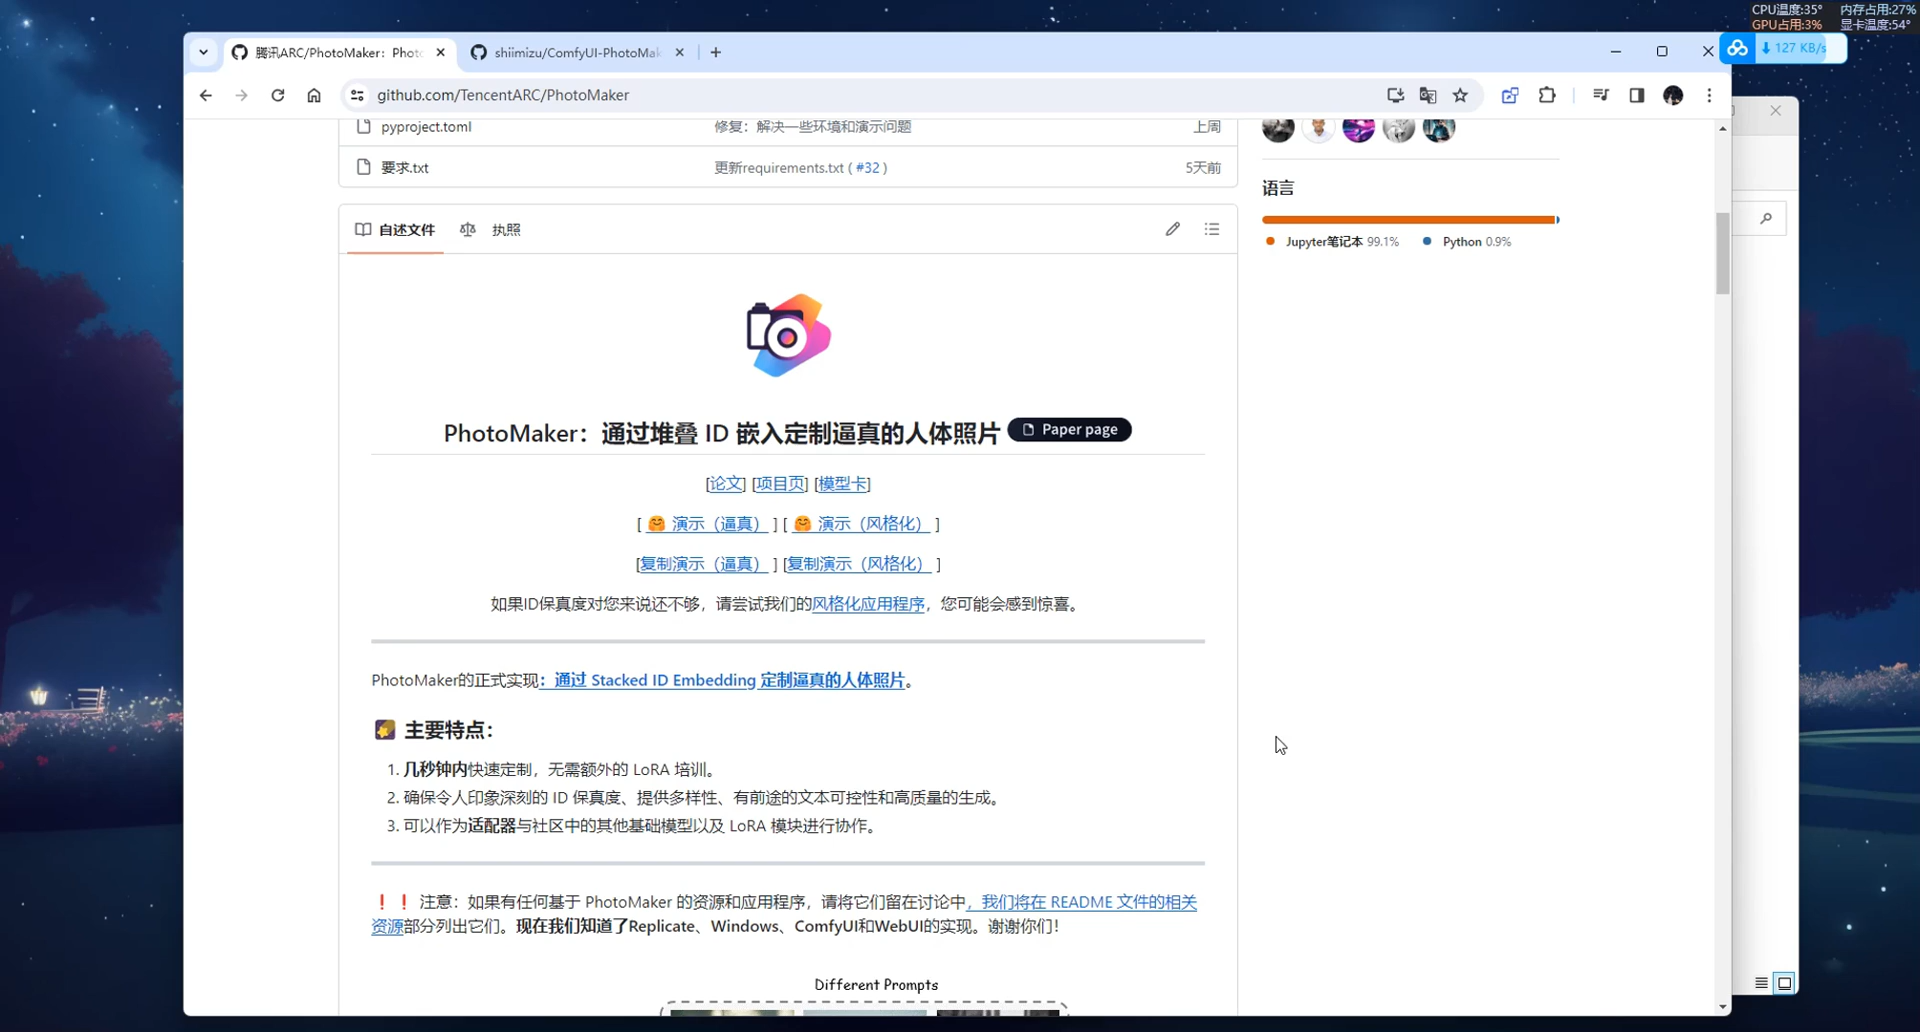 CPU温度:35° 内存占用:27%
GPU占用:3% 显卡温度:54°
127 KB/s
腾讯ARC/PhotoMaker: Photo
shiimizu/ComfyUI-PhotoMak
github.com/TencentARC/PhotoMaker
pyproject.toml 修复：解决一些环境和演示问题 上周
要求.txt 更新requirements.txt ( #32 ) 5天前
语言
Jupyter笔记本 99.1% Python 0.9%
自述文件 执照
PhotoMaker：通过堆叠 ID 嵌入定制逼真的人体照片 Paper page
[论文] [项目页] [模型卡]
[ 🤗 演示（逼真） ] [ 🤗 演示（风格化） ]
[复制演示（逼真） ] [复制演示（风格化） ]
如果ID保真度对您来说还不够，请尝试我们的风格化应用程序，您可能会感到惊喜。
PhotoMaker的正式实现：通过 Stacked ID Embedding 定制逼真的人体照片。
🌠 主要特点：
1. 几秒钟内快速定制，无需额外的 LoRA 培训。
2. 确保令人印象深刻的 ID 保真度、提供多样性、有前途的文本可控性和高质量的生成。
3. 可以作为适配器与社区中的其他基础模型以及 LoRA 模块进行协作。
❗❗ 注意：如果有任何基于 PhotoMaker 的资源和应用程序，请将它们留在讨论中，我们将在 README 文件的相关
资源部分列出它们。现在我们知道了Replicate、Windows、ComfyUI和WebUI的实现。谢谢你们！
Different Prompts